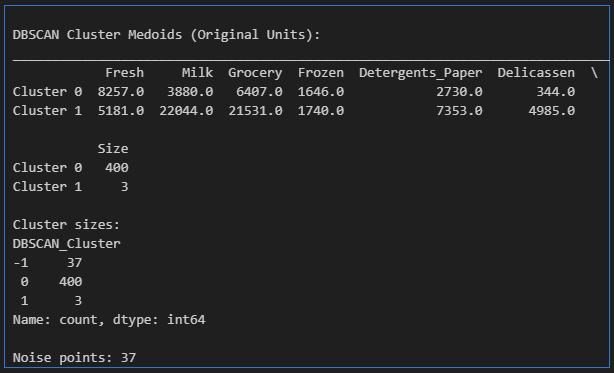 DBSCAN Cluster Medoids (Original Units):
Fresh Milk Grocery Frozen Detergents_Paper Delicassen \
Cluster 0 8257.0 3880.0 6407.0 1646.0 2730.0 344.0
Cluster 1 5181.0 22044.0 21531.0 1740.0 7353.0 4985.0
Size
Cluster 0 400
Cluster 1 3
Cluster sizes:
DBSCAN_Cluster
-1 37
0 400
1 3
Name: count, dtype: int64
Noise points: 37